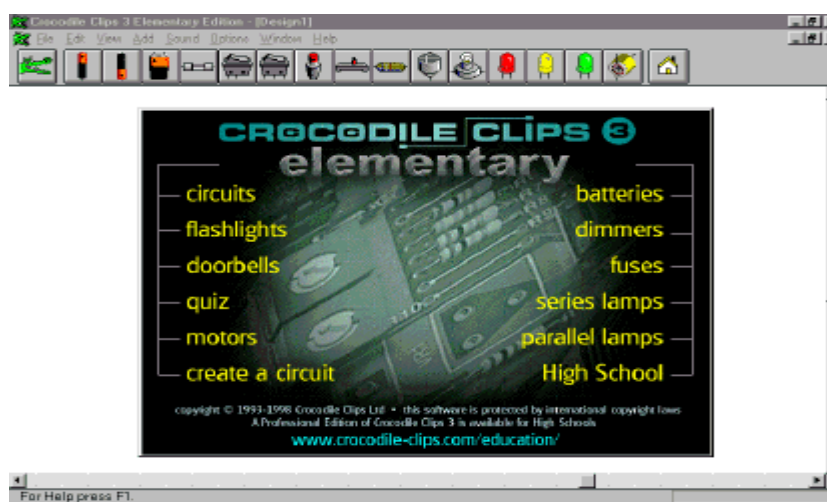 Crocodile Clips 3 Elementary Edition - [Design1]
File Edit View Add Sound Options Window Help
CROCODILE CLIPS 3
elementary
circuits
flashlights
doorbells
quiz
motors
create a circuit
batteries
dimmers
fuses
series lamps
parallel lamps
High School
copyright © 1993-1998 Crocodile Clips Ltd • this software is protected by international copyright laws
A Professional Edition of Crocodile Clips 3 is available for High Schools
www.crocodile-clips.com/education/
For Help press F1.